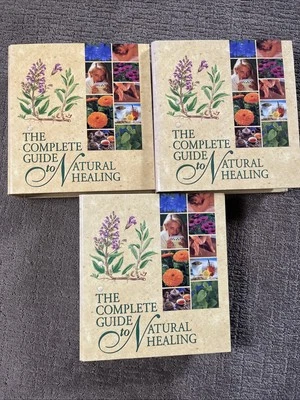 THE
COMPLETE
GUIDE
to NATURAL
HEALING
THE
COMPLETE
GUIDE
to NATURAL
HEALING
THE
COMPLETE
GUIDE
to NATURAL
HEALING